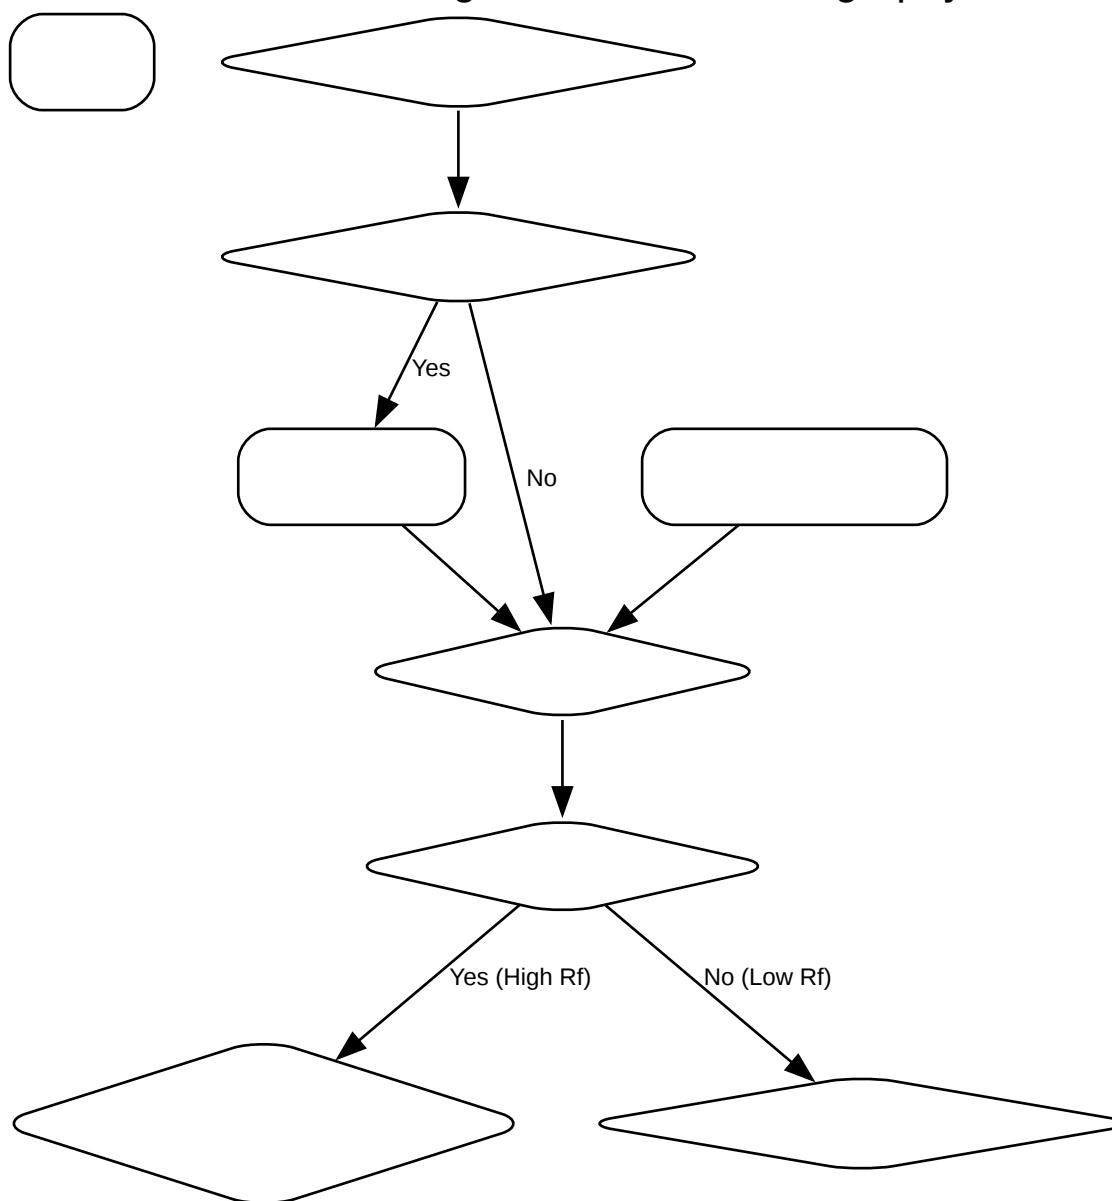 Yes
No
Yes (High Rf)
No (Low Rf)